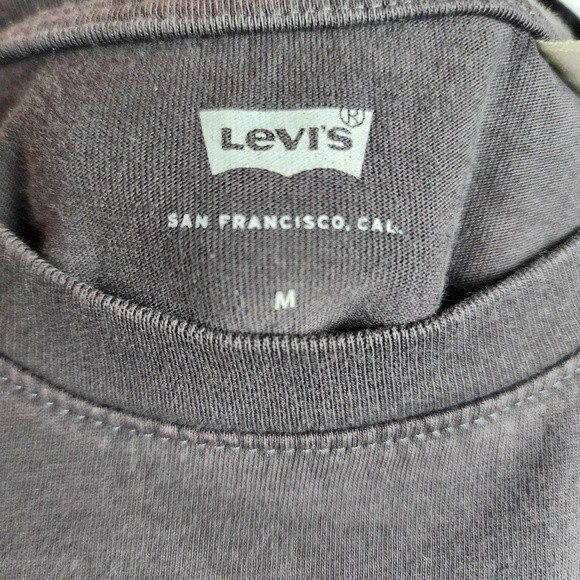 Levi's®
SAN FRANCISCO, CAL.
M